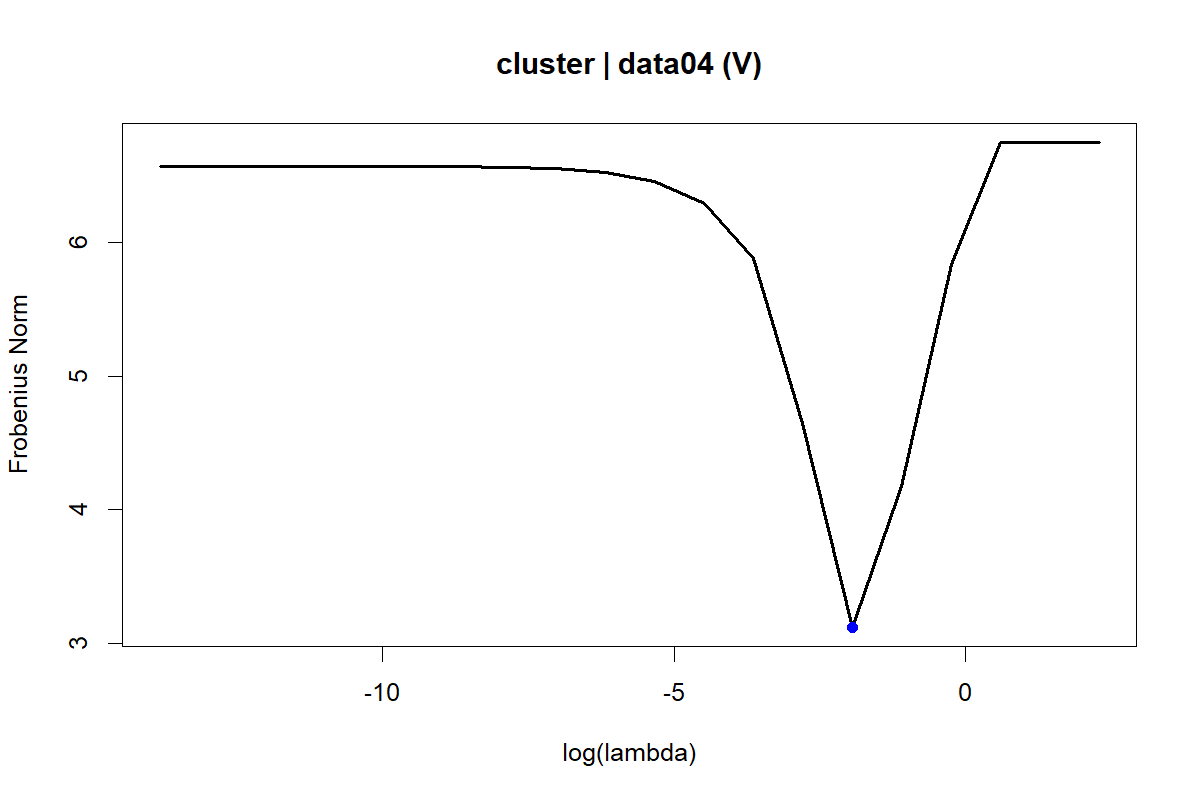 cluster | data04 (V)
Frobenius Norm
6
5
4
3
-10 -5 0
log(lambda)